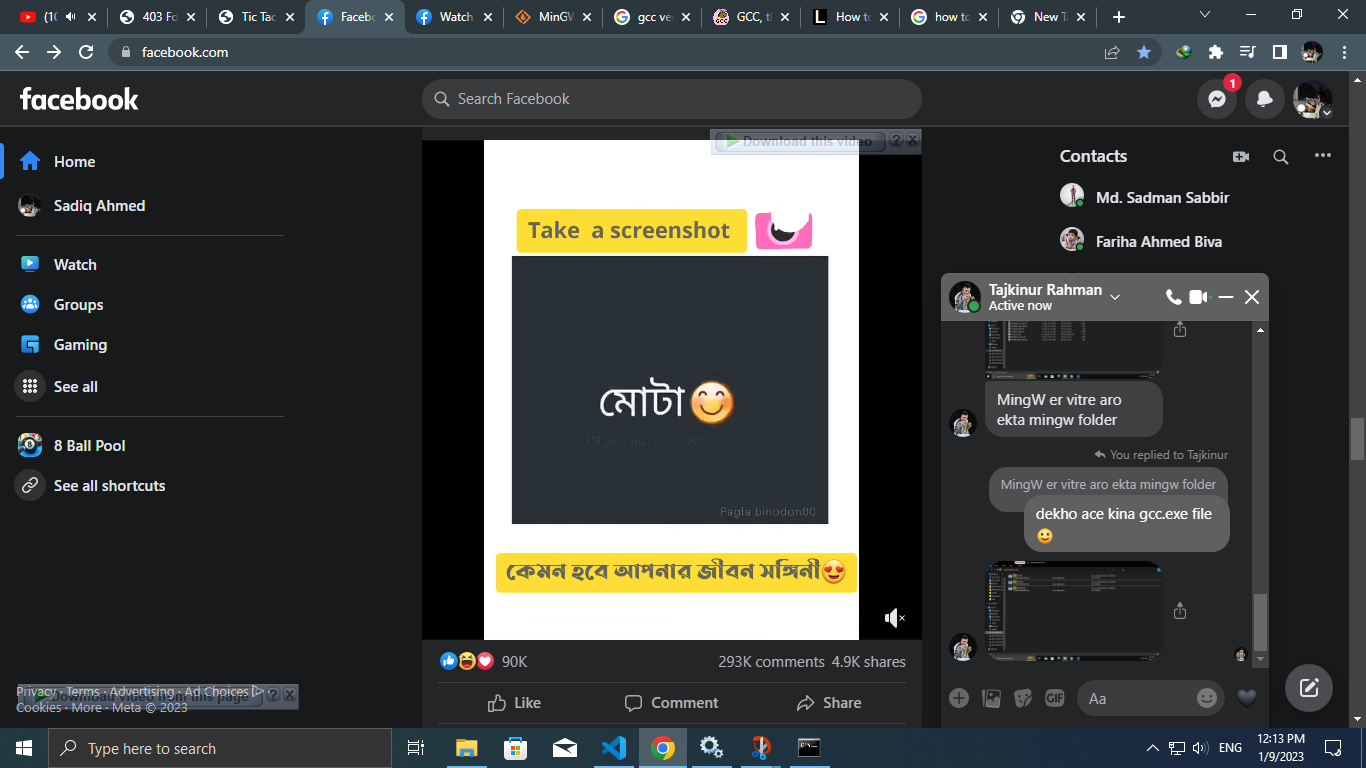 (1(
403 Fo
Tic Tac
Facebo
Watch
MinGW
gcc ver
GCC, th
How to
how to
New T
facebook.com
facebook
Search Facebook
1
Home
Sadiq Ahmed
Watch
Groups
Gaming
See all
8 Ball Pool
See all shortcuts
Privacy · Terms · Advertising · Ad Choices ·
Cookies · More · Meta © 2023
Download video from this page ?
Download this video ?
Take a screenshot
মোটা😊
Pagla binodon00
কেমন হবে আপনার জীবন সঙ্গিনী😍
90K
293K comments 4.9K shares
Like
Comment
Share
Contacts
Md. Sadman Sabbir
Fariha Ahmed Biva
Tajkinur Rahman
Active now
MingW er vitre aro
ekta mingw folder
You replied to Tajkinur
MingW er vitre aro ekta mingw folder
dekho ace kina gcc.exe file
🙂
GIF
Aa
Type here to search
ENG
12:13 PM
1/9/2023